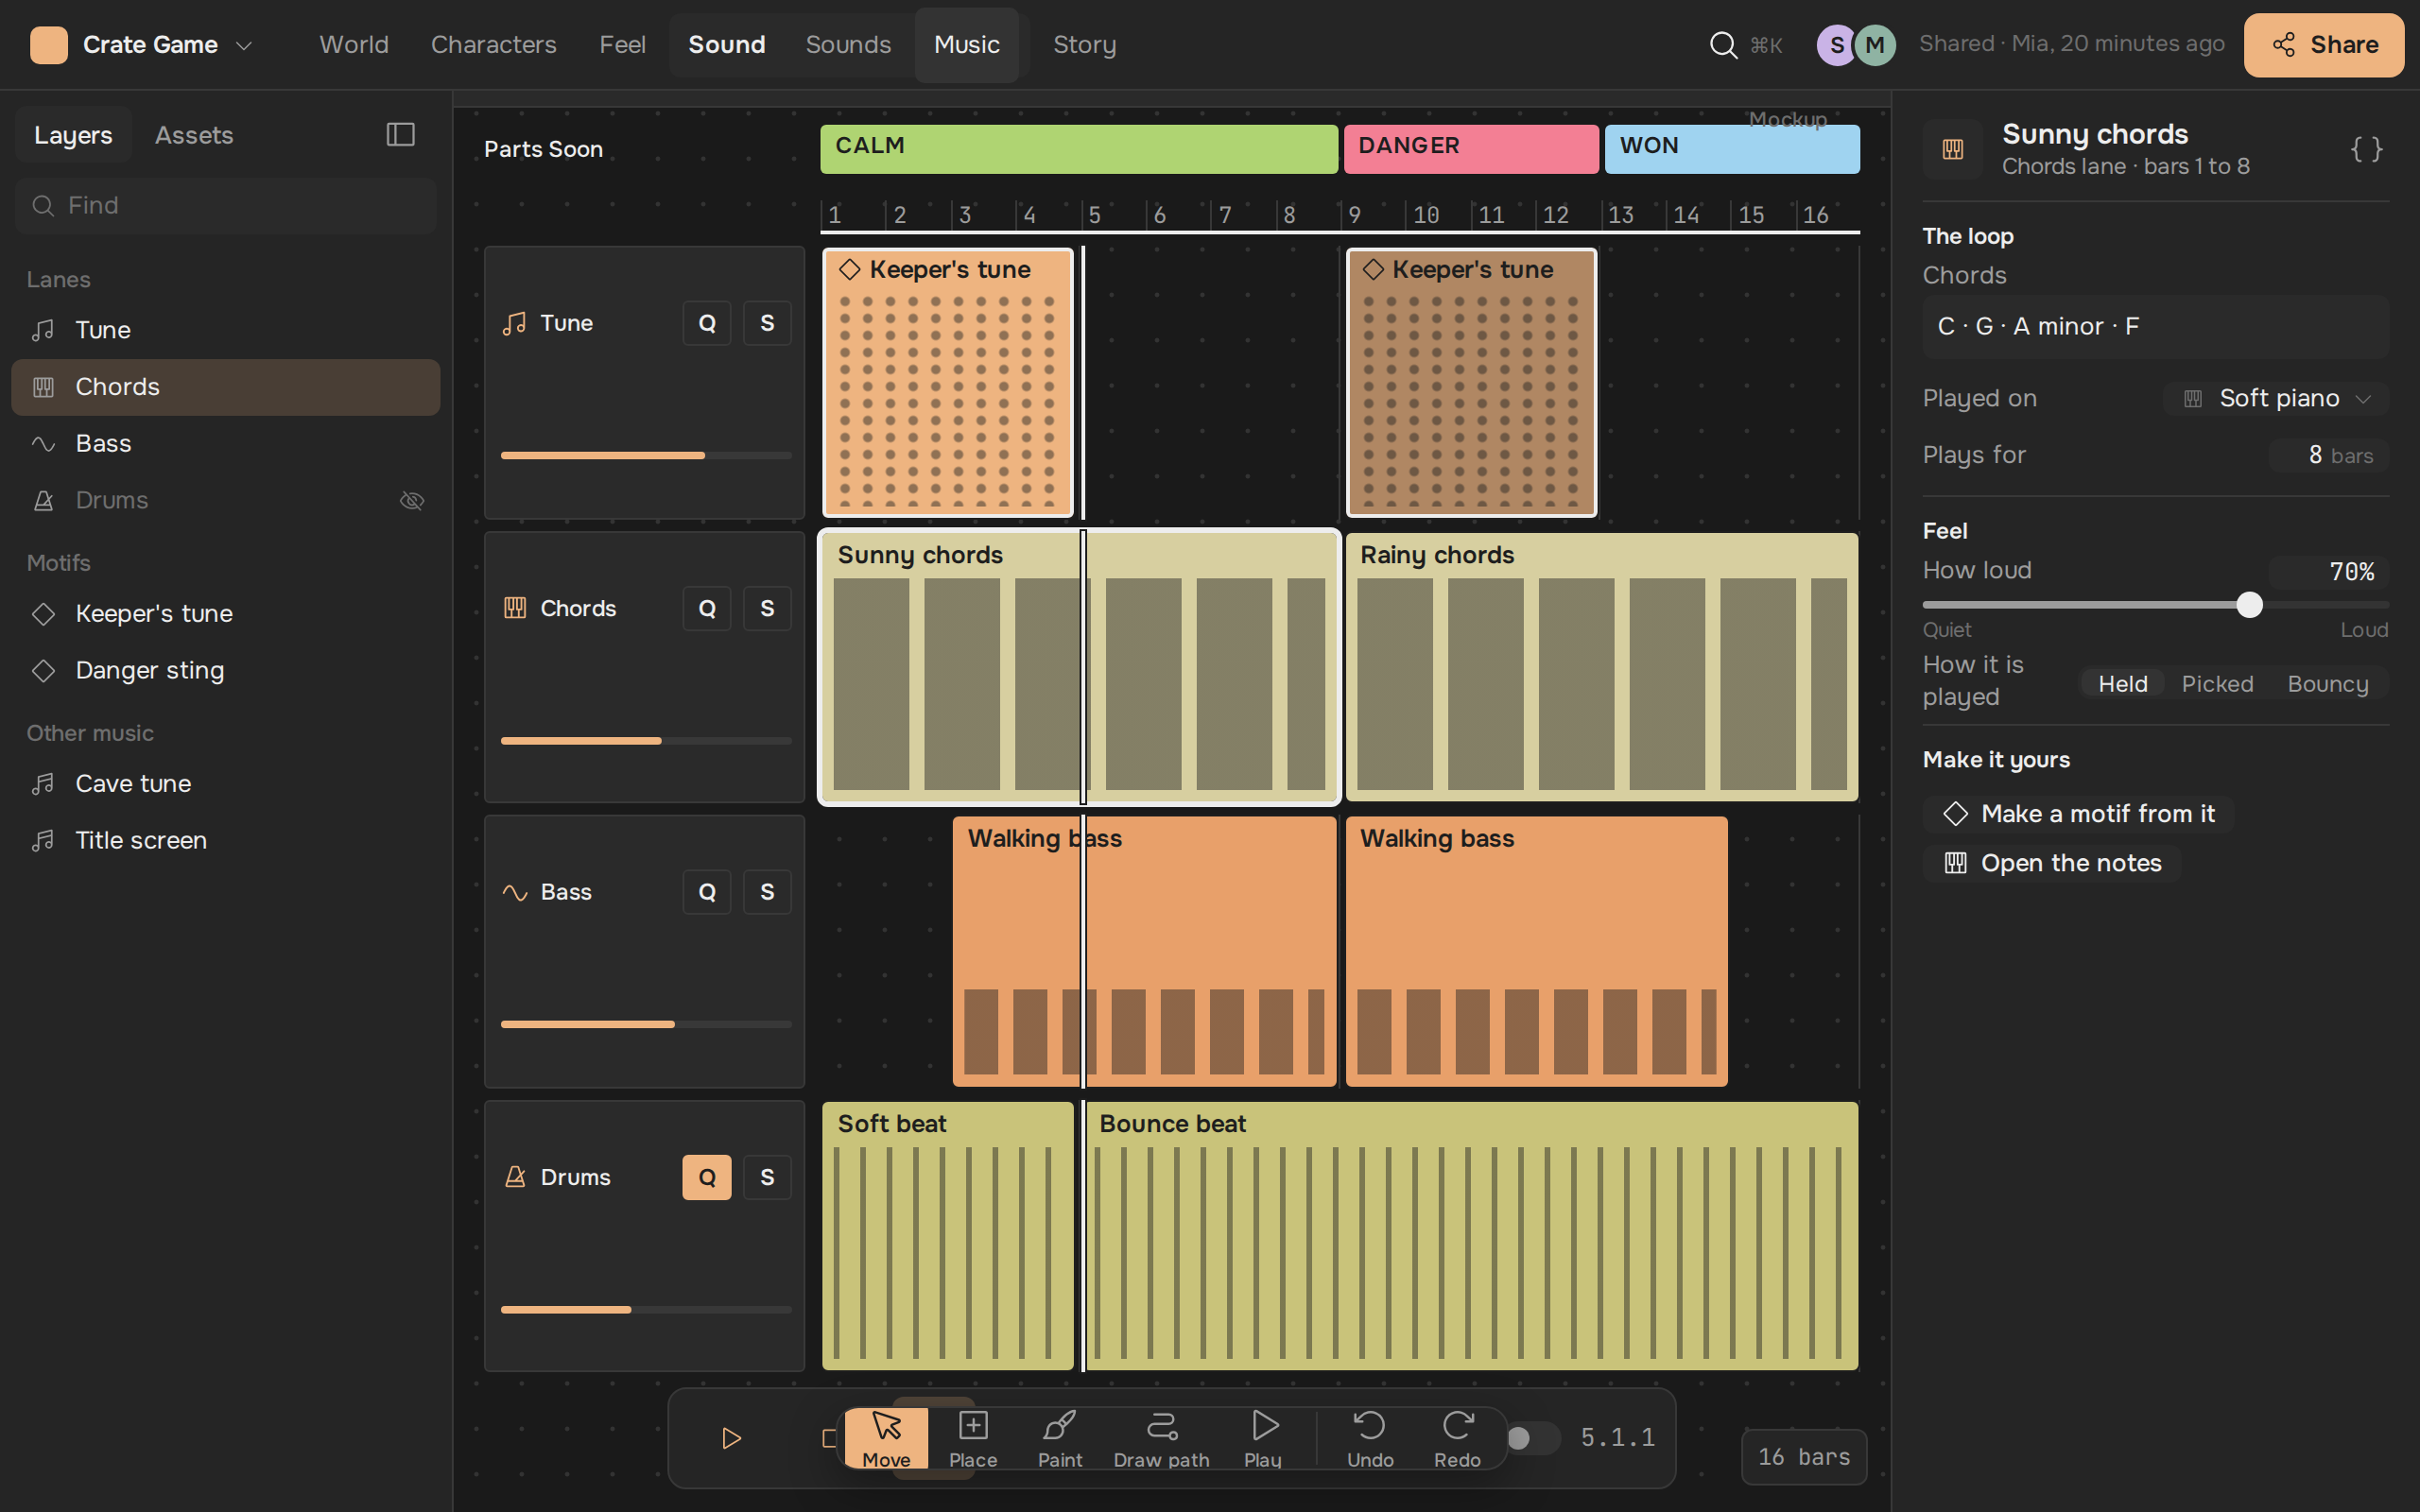 Crate Game
World
Characters
Feel
Sound
Sounds
Music
Story
⌘K
S
M
Shared · Mia, 20 minutes ago
Share
Layers
Assets
Find
Lanes
Tune
Chords
Bass
Drums
Motifs
Keeper's tune
Danger sting
Other music
Cave tune
Title screen
Mockup
Parts Soon
CALM
DANGER
WON
1 2 3 4 5 6 7 8 9 10 11 12 13 14 15 16
Tune Q S
Keeper's tune
Keeper's tune
Chords Q S
Sunny chords
Rainy chords
Bass Q S
Walking bass
Walking bass
Drums Q S
Soft beat
Bounce beat
Move
Place
Paint
Draw path
Play
Undo
Redo
5.1.1
16 bars
Sunny chords
Chords lane · bars 1 to 8
{ }
The loop
Chords
C · G · A minor · F
Played on
Soft piano
Plays for
8 bars
Feel
How loud
70%
Quiet
Loud
How it is
played
Held
Picked
Bouncy
Make it yours
Make a motif from it
Open the notes